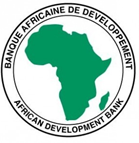 BANQUE AFRICAINE DE DEVELOPPEMENT
AFRICAN DEVELOPMENT BANK